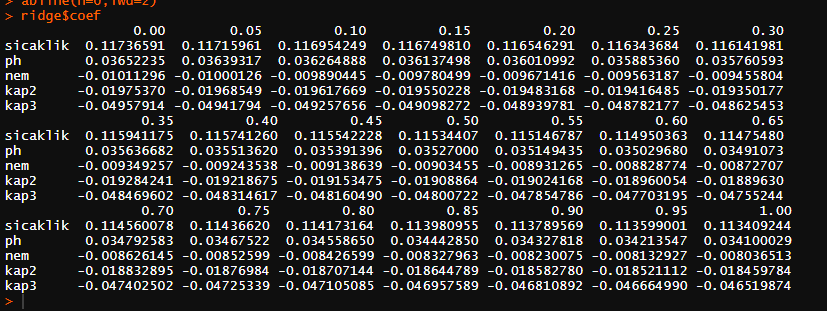 > abline(h=0,lwd=2)
> ridge$coef
0.00 0.05 0.10 0.15 0.20 0.25 0.30
sicaklik 0.11736591 0.11715961 0.116954249 0.116749810 0.116546291 0.116343684 0.116141981
ph 0.03652235 0.03639317 0.036264888 0.036137498 0.036010992 0.035885360 0.035760593
nem -0.01011296 -0.01000126 -0.009890445 -0.009780499 -0.009671416 -0.009563187 -0.009455804
kap2 -0.01975370 -0.01968549 -0.019617669 -0.019550228 -0.019483168 -0.019416485 -0.019350177
kap3 -0.04957914 -0.04941794 -0.049257656 -0.049098272 -0.048939781 -0.048782177 -0.048625453
0.35 0.40 0.45 0.50 0.55 0.60 0.65
sicaklik 0.115941175 0.115741260 0.115542228 0.11534407 0.115146787 0.114950363 0.11475480
ph 0.035636682 0.035513620 0.035391396 0.03527000 0.035149435 0.035029680 0.03491073
nem -0.009349257 -0.009243538 -0.009138639 -0.00903455 -0.008931265 -0.008828774 -0.00872707
kap2 -0.019284241 -0.019218675 -0.019153475 -0.01908864 -0.019024168 -0.018960054 -0.01889630
kap3 -0.048469602 -0.048314617 -0.048160490 -0.04800722 -0.047854786 -0.047703195 -0.04755244
0.70 0.75 0.80 0.85 0.90 0.95 1.00
sicaklik 0.114560078 0.11436620 0.114173164 0.113980955 0.113789569 0.113599001 0.113409244
ph 0.034792583 0.03467522 0.034558650 0.034442850 0.034327818 0.034213547 0.034100029
nem -0.008626145 -0.00852599 -0.008426599 -0.008327963 -0.008230075 -0.008132927 -0.008036513
kap2 -0.018832895 -0.01876984 -0.018707144 -0.018644789 -0.018582780 -0.018521112 -0.018459784
kap3 -0.047402502 -0.04725339 -0.047105085 -0.046957589 -0.046810892 -0.046664990 -0.046519874
>